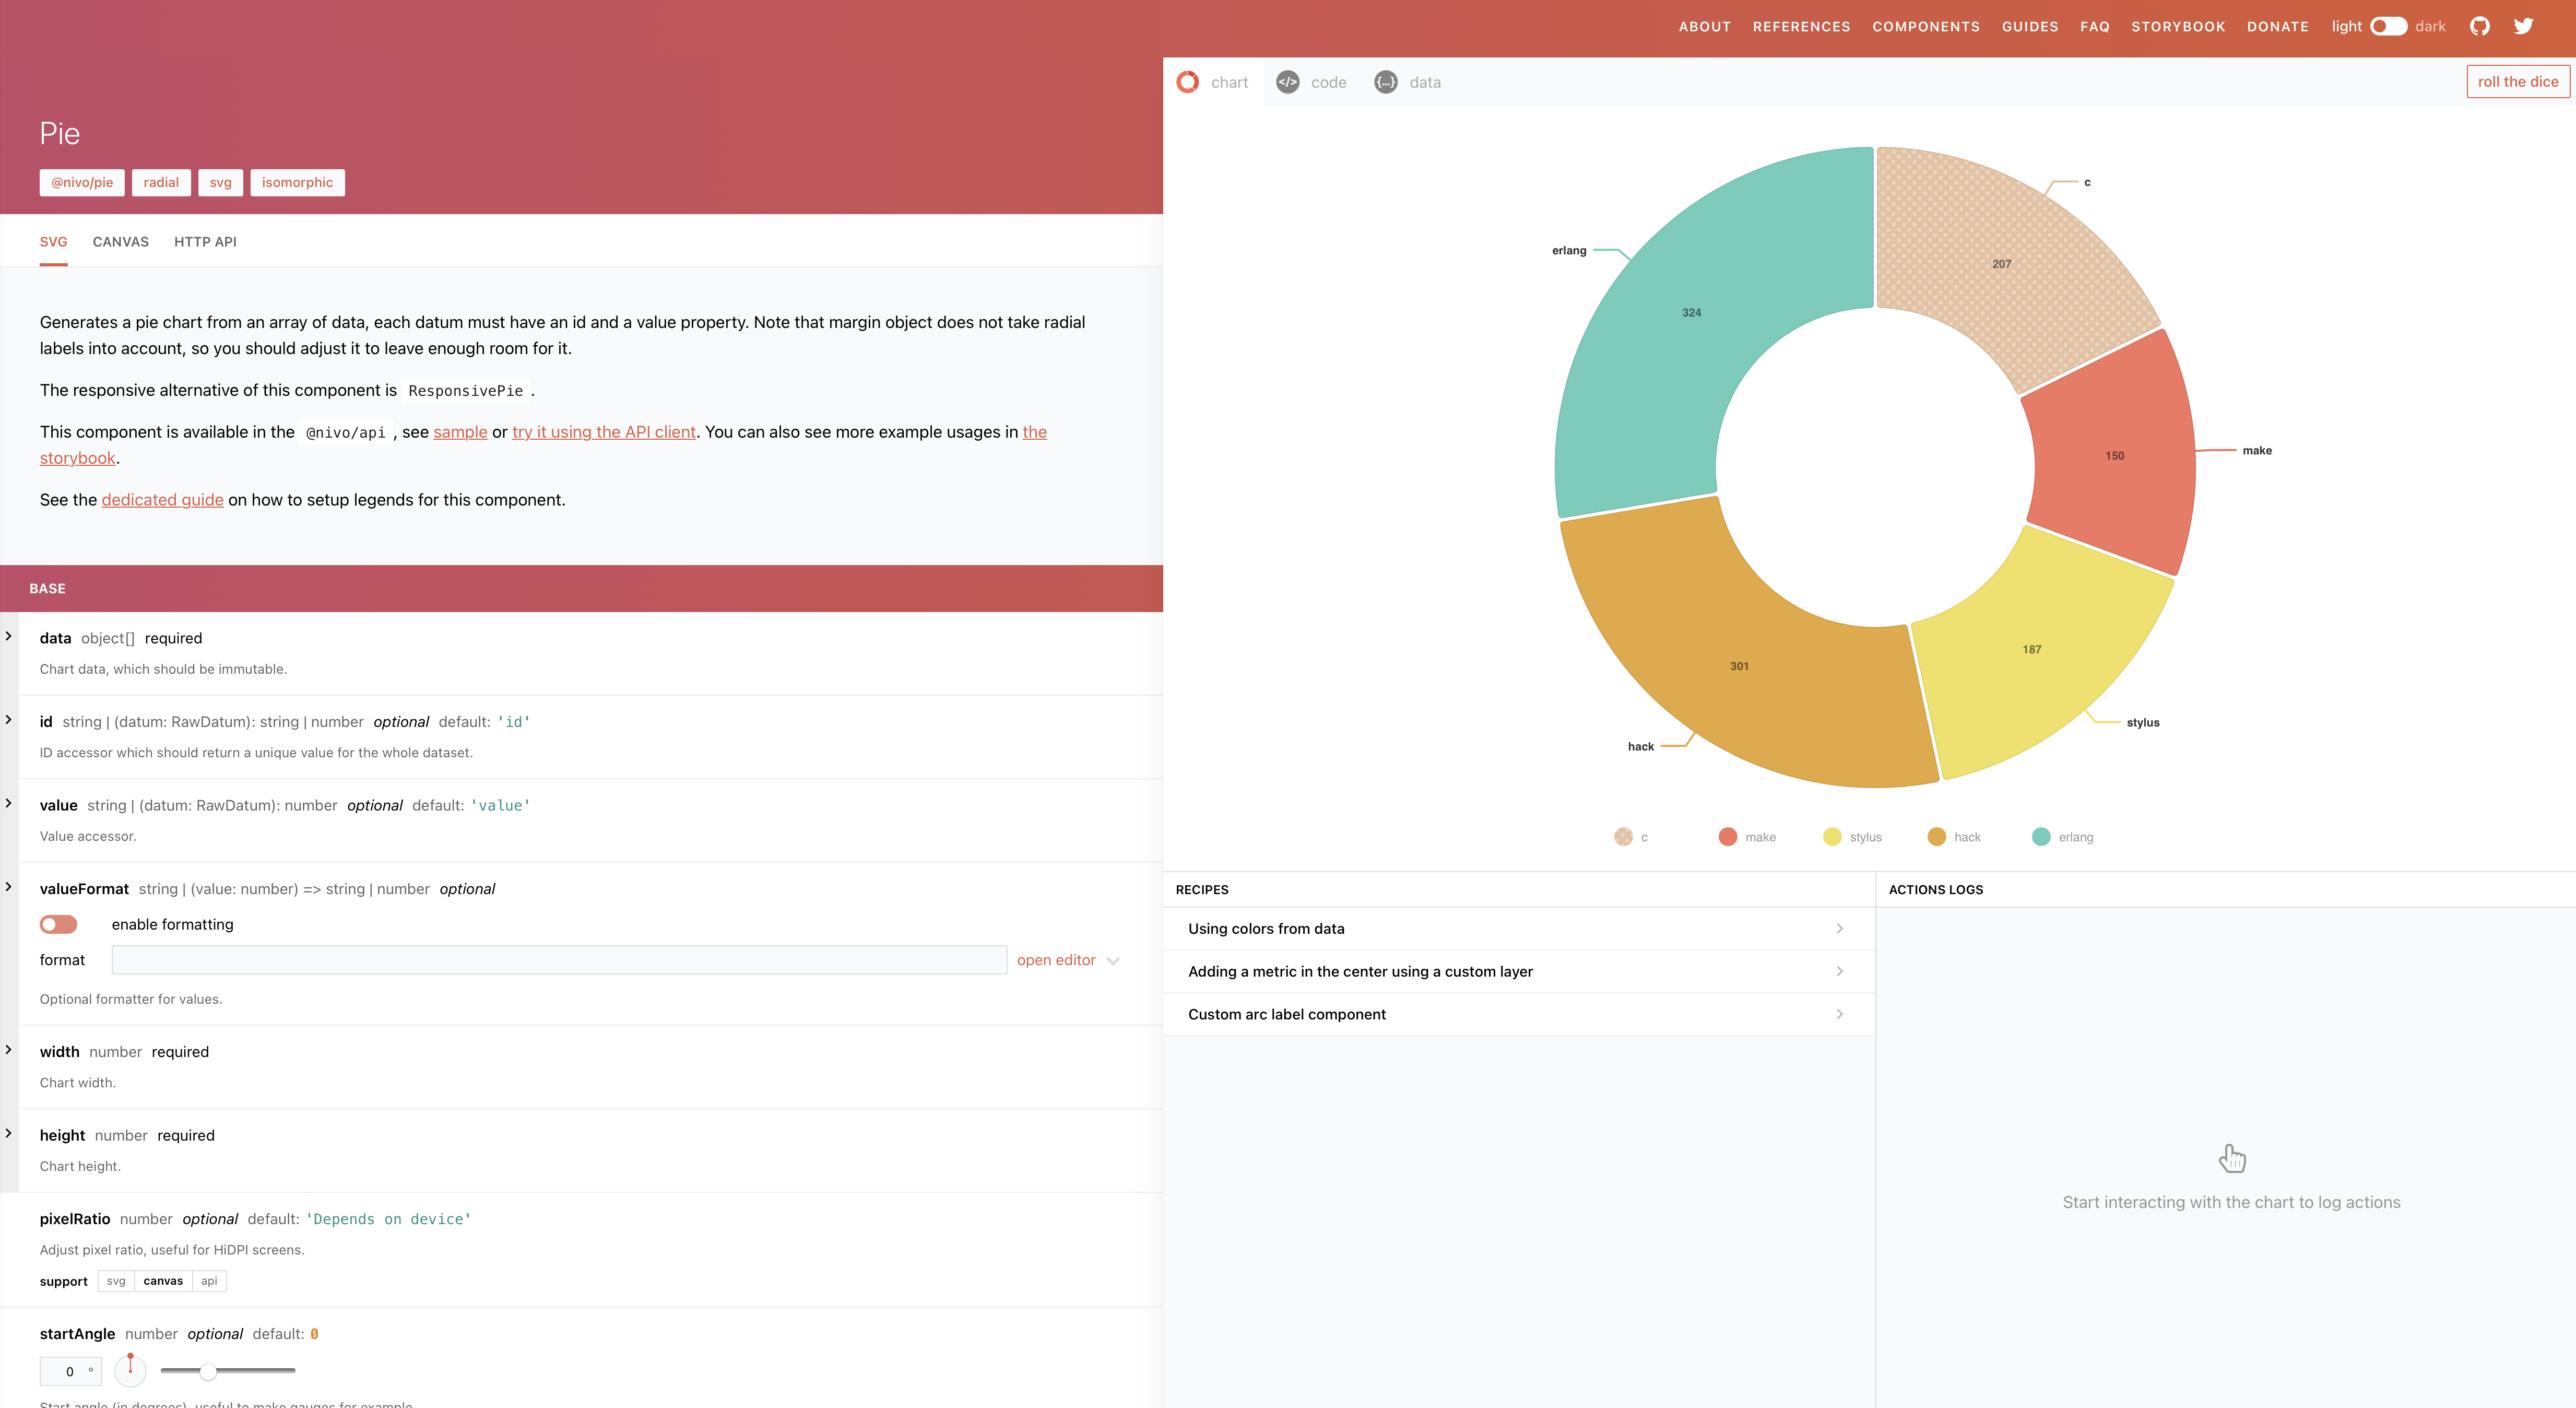 ABOUT REFERENCES COMPONENTS GUIDES FAQ STORYBOOK DONATE light dark
Pie
@nivo/pie radial svg isomorphic
SVG CANVAS HTTP API
Generates a pie chart from an array of data, each datum must have an id and a value property. Note that margin object does not take radial
labels into account, so you should adjust it to leave enough room for it.
The responsive alternative of this component is ResponsivePie .
This component is available in the @nivo/api , see sample or try it using the API client. You can also see more example usages in the
storybook.
See the dedicated guide on how to setup legends for this component.
BASE
data object[] required
Chart data, which should be immutable.
id string | (datum: RawDatum): string | number optional default: 'id'
ID accessor which should return a unique value for the whole dataset.
value string | (datum: RawDatum): number optional default: 'value'
Value accessor.
valueFormat string | (value: number) => string | number optional
enable formatting
format open editor
Optional formatter for values.
width number required
Chart width.
height number required
Chart height.
pixelRatio number optional default: 'Depends on device'
Adjust pixel ratio, useful for HiDPI screens.
support svg canvas api
startAngle number optional default: 0
0 °
Start angle (in degrees), useful to make gauges for example.
chart </> code {...} data roll the dice
c
erlang
207
324
make
150
187
301
stylus
hack
c make stylus hack erlang
RECIPES
Using colors from data
Adding a metric in the center using a custom layer
Custom arc label component
ACTIONS LOGS
Start interacting with the chart to log actions